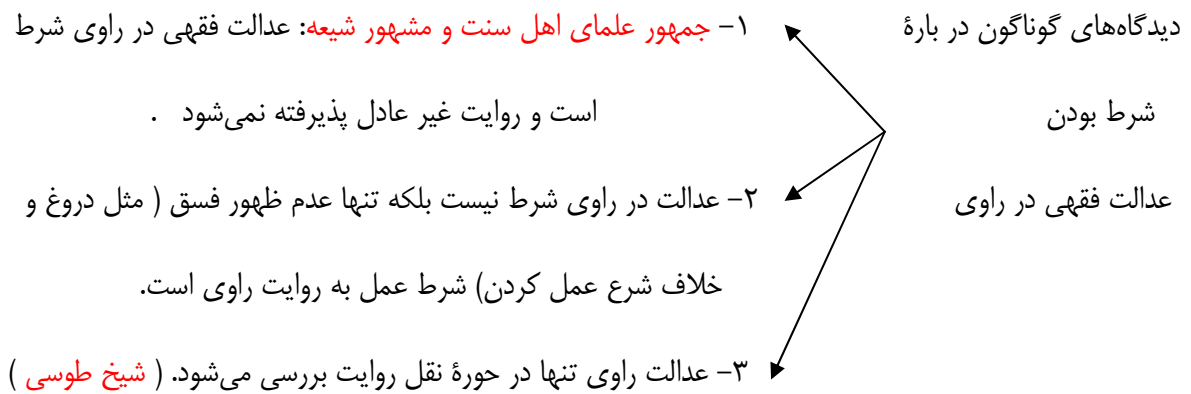 دیدگاه‌های گوناگون در بارۀ
شرط بودن
عدالت فقهی در راوی
۱- جمهور علمای اهل سنت و مشهور شیعه: عدالت فقهی در راوی شرط
است و روایت غیر عادل پذیرفته نمی‌شود .
۲- عدالت در راوی شرط نیست بلکه تنها عدم ظهور فسق ( مثل دروغ و
خلاف شرع عمل کردن) شرط عمل به روایت راوی است.
۳- عدالت راوی تنها در حورۀ نقل روایت بررسی می‌شود. ( شیخ طوسی )